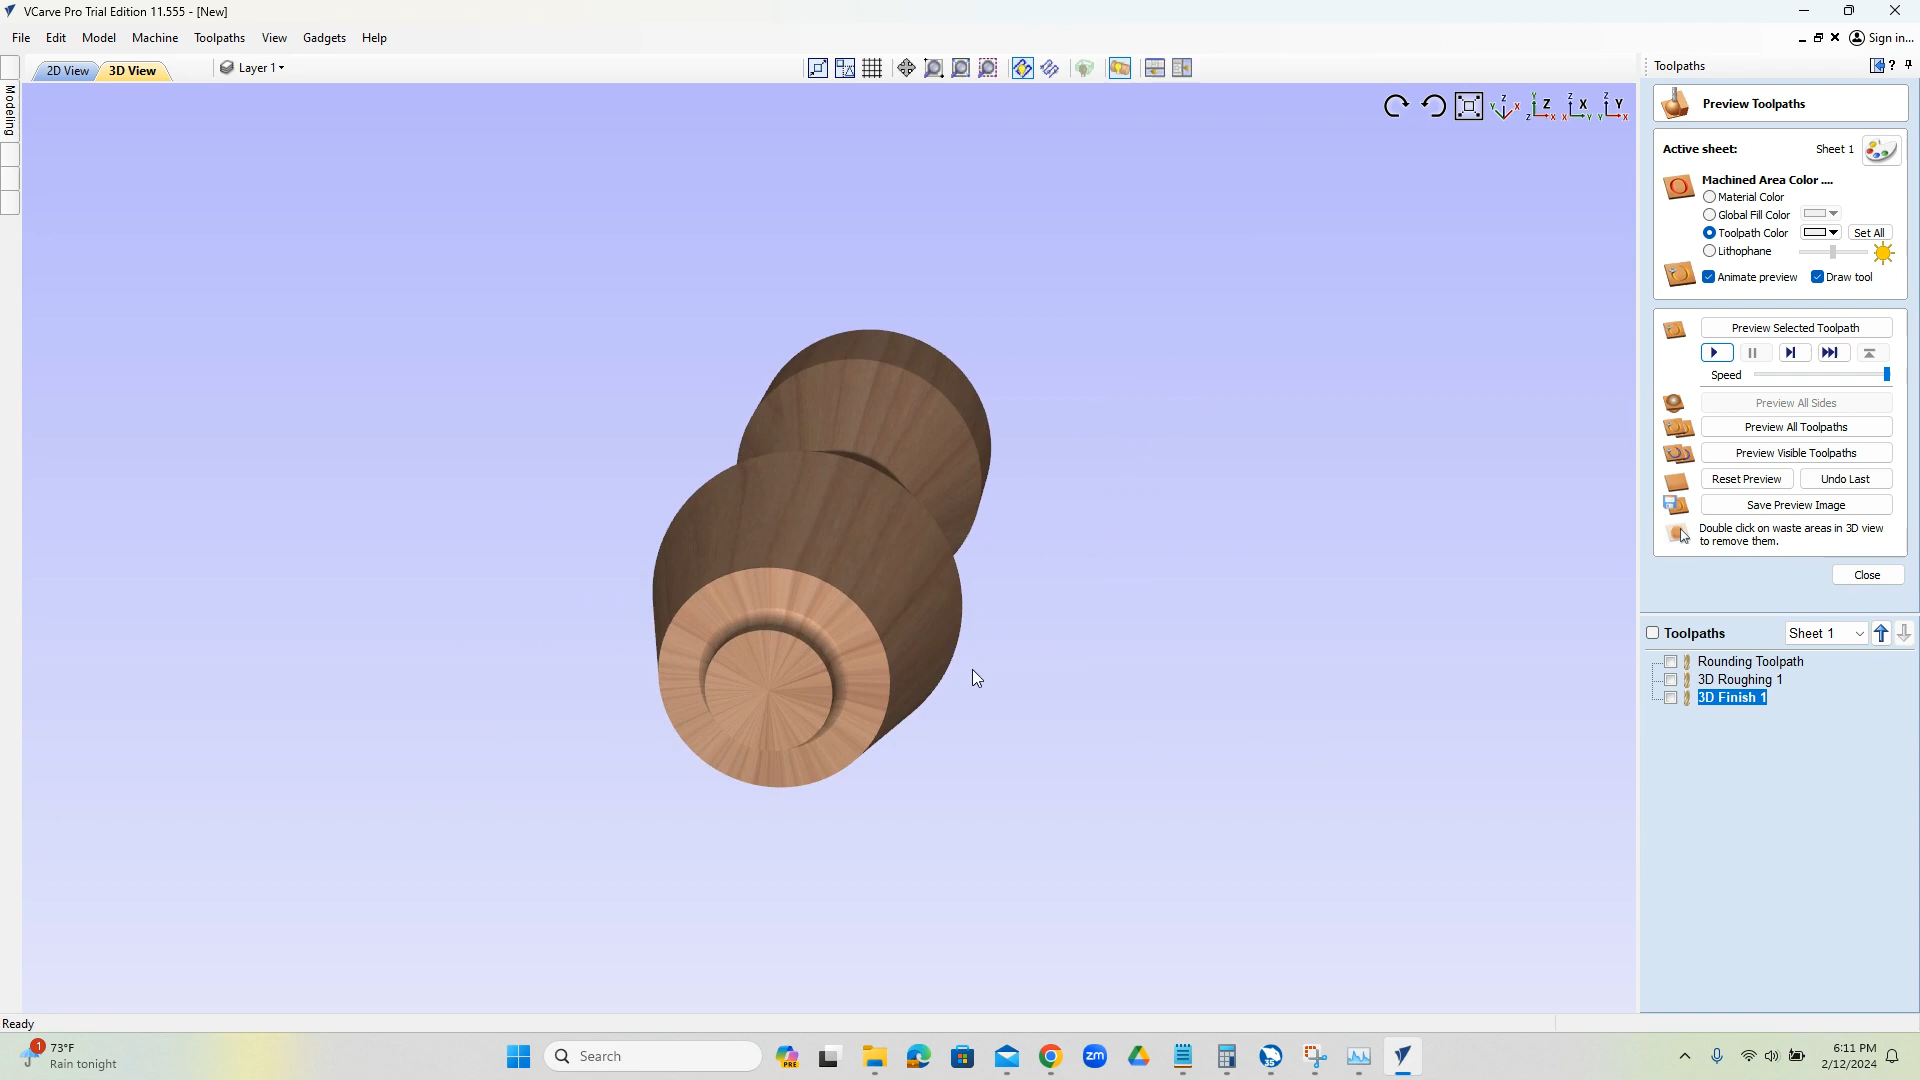 VCarve Pro Trial Edition 11.555 - [New]
File Edit Model Machine Toolpaths View Gadgets Help
Sign in...
2D View 3D View Layer 1
Modeling
Toolpaths
Preview Toolpaths
Active sheet: Sheet 1
Machined Area Color ....
Material Color
Global Fill Color
Toolpath Color Set All
Lithophane
Animate preview Draw tool
Preview Selected Toolpath
Speed
Preview All Sides
Preview All Toolpaths
Preview Visible Toolpaths
Reset Preview Undo Last
Save Preview Image
Double click on waste areas in 3D view
to remove them.
Close
Toolpaths Sheet 1
Rounding Toolpath
3D Roughing 1
3D Finish 1
Ready
1
73°F
Rain tonight
Search
PRE
zm
6:11 PM
2/12/2024